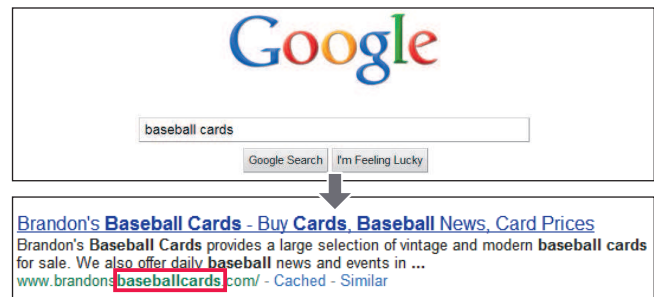 Google
baseball cards
Google Search I'm Feeling Lucky
Brandon's Baseball Cards - Buy Cards, Baseball News, Card Prices
Brandon's Baseball Cards provides a large selection of vintage and modern baseball cards
for sale. We also offer daily baseball news and events in ...
www.brandonsbaseballcards.com/ - Cached - Similar